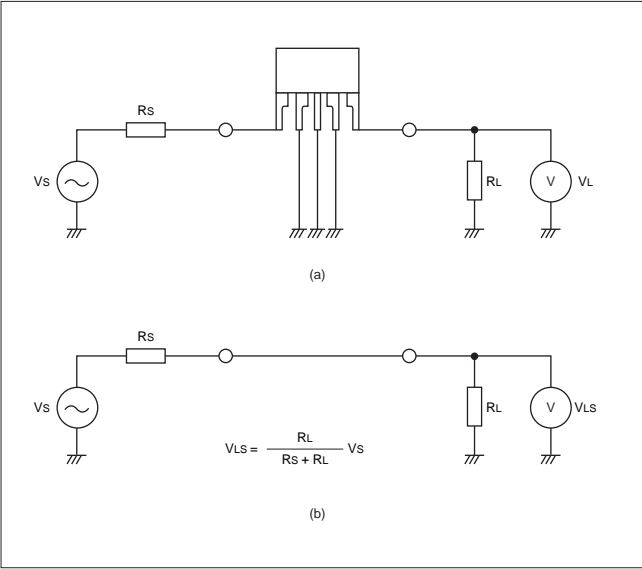 RS
VS
RL
V
VL
(a)
RS
VS
RL
V
VLS
VLS = RL / RS + RL VS
(b)